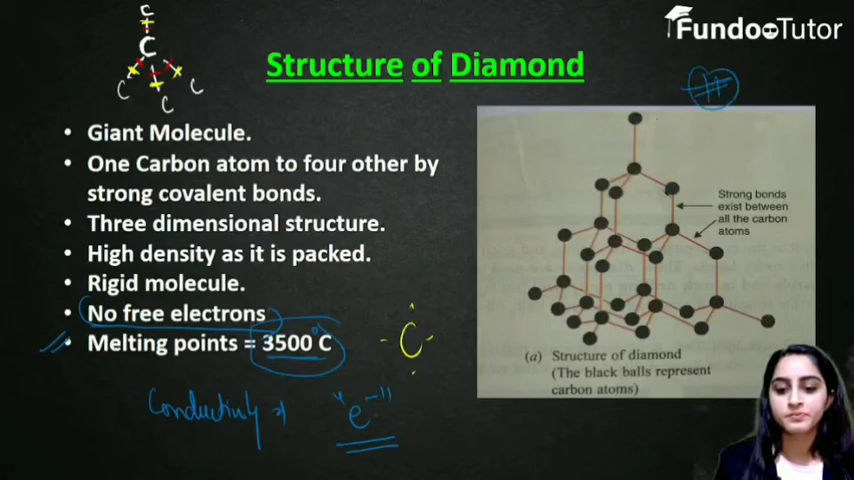 C
C
C
C
C
FundooTutor
Structure of Diamond
• Giant Molecule.
• One Carbon atom to four other by
strong covalent bonds.
• Three dimensional structure.
• High density as it is packed.
• Rigid molecule.
• No free electrons
• Melting points = 3500°C
C
Conductivity
"e⁻"
Strong bonds
exist between
all the carbon
atoms
(a) Structure of diamond
(The black balls represent
carbon atoms)